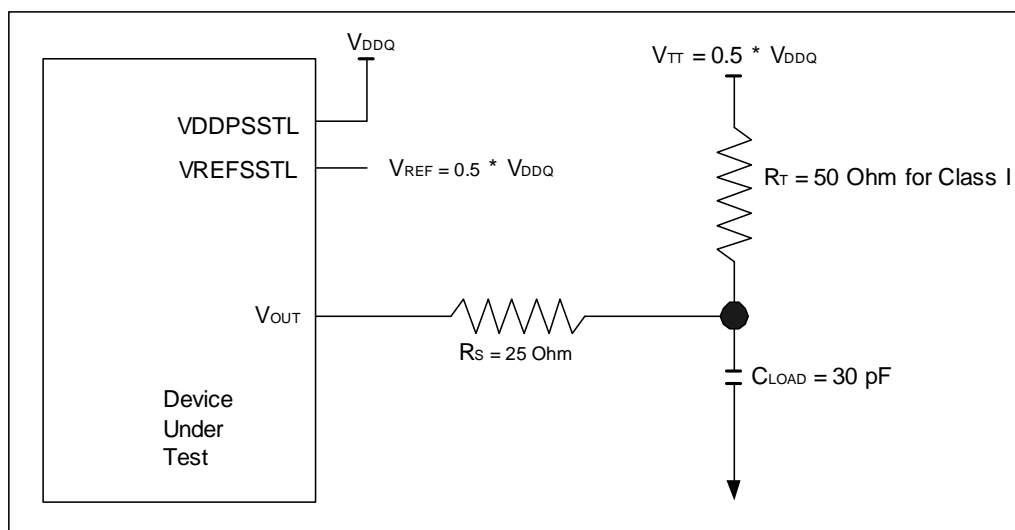 VDDQ
VTT = 0.5 * VDDQ
VDDPSSTL
VREFSSTL
VREF = 0.5 * VDDQ
RT = 50 Ohm for Class I
VOUT
RS = 25 Ohm
CLOAD = 30 pF
Device
Under
Test